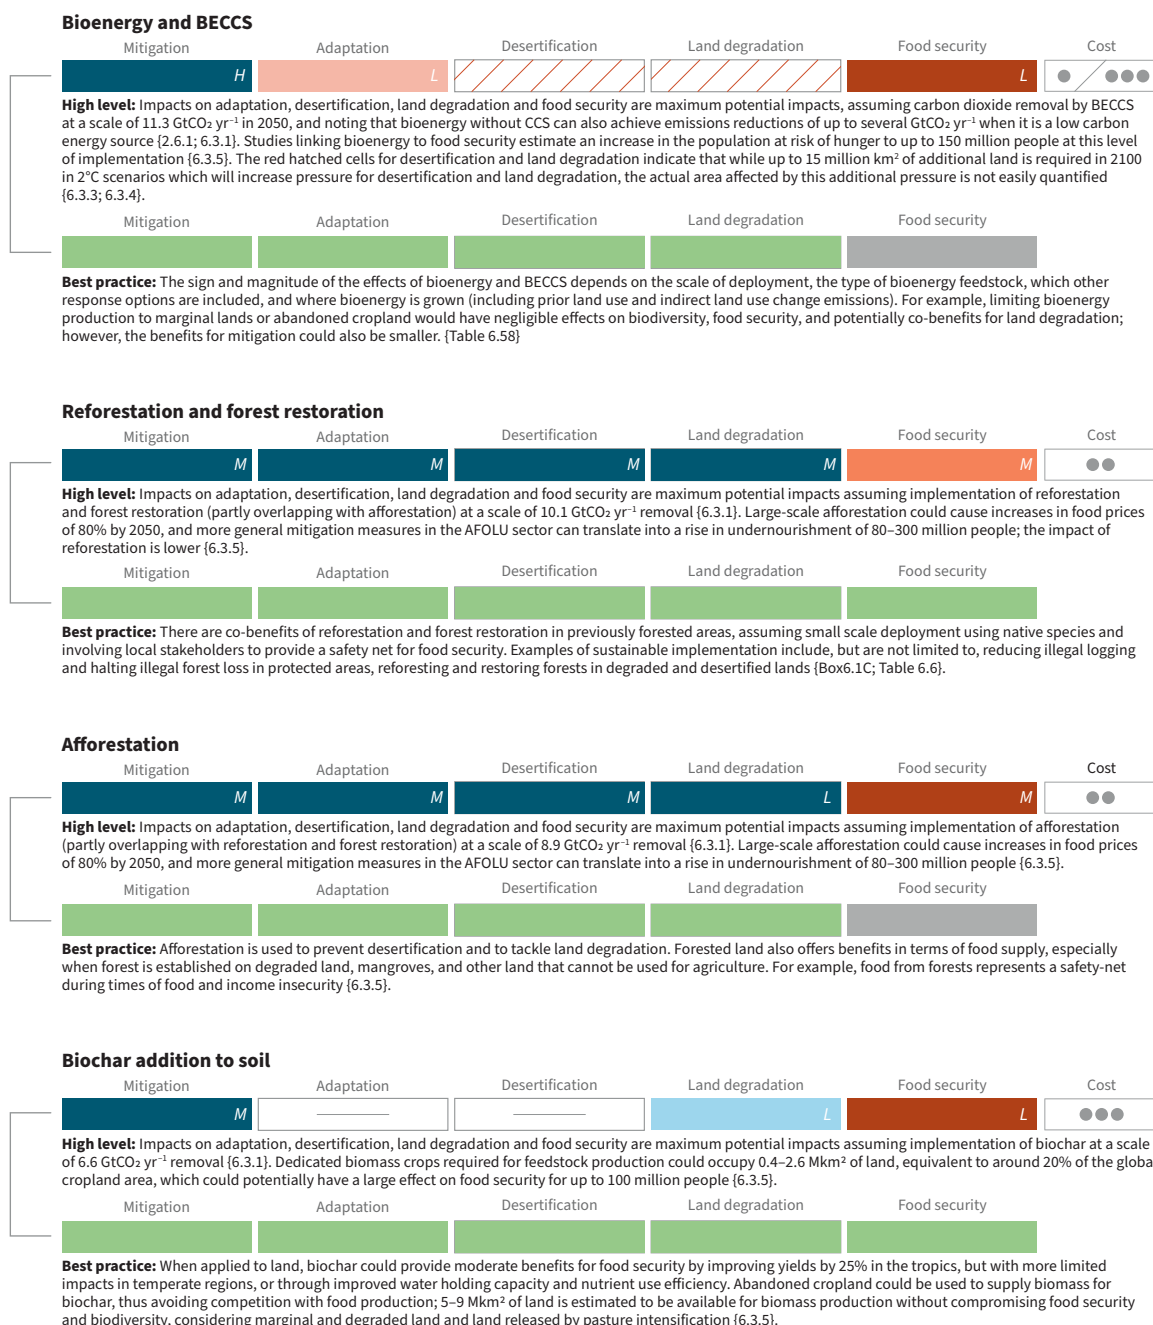 Bioenergy and BECCS
Mitigation Adaptation Desertification Land degradation Food security Cost
H L L
High level: Impacts on adaptation, desertification, land degradation and food security are maximum potential impacts, assuming carbon dioxide removal by BECCS
at a scale of 11.3 GtCO₂ yr⁻¹ in 2050, and noting that bioenergy without CCS can also achieve emissions reductions of up to several GtCO₂ yr⁻¹ when it is a low carbon
energy source {2.6.1; 6.3.1}. Studies linking bioenergy to food security estimate an increase in the population at risk of hunger to up to 150 million people at this level
of implementation {6.3.5}. The red hatched cells for desertification and land degradation indicate that while up to 15 million km² of additional land is required in 2100
in 2°C scenarios which will increase pressure for desertification and land degradation, the actual area affected by this additional pressure is not easily quantified
{6.3.3; 6.3.4}.
Mitigation Adaptation Desertification Land degradation Food security
Best practice: The sign and magnitude of the effects of bioenergy and BECCS depends on the scale of deployment, the type of bioenergy feedstock, which other
response options are included, and where bioenergy is grown (including prior land use and indirect land use change emissions). For example, limiting bioenergy
production to marginal lands or abandoned cropland would have negligible effects on biodiversity, food security, and potentially co-benefits for land degradation;
however, the benefits for mitigation could also be smaller. {Table 6.58}
Reforestation and forest restoration
Mitigation Adaptation Desertification Land degradation Food security Cost
M M M M M
High level: Impacts on adaptation, desertification, land degradation and food security are maximum potential impacts assuming implementation of reforestation
and forest restoration (partly overlapping with afforestation) at a scale of 10.1 GtCO₂ yr⁻¹ removal {6.3.1}. Large-scale afforestation could cause increases in food prices
of 80% by 2050, and more general mitigation measures in the AFOLU sector can translate into a rise in undernourishment of 80–300 million people; the impact of
reforestation is lower {6.3.5}.
Mitigation Adaptation Desertification Land degradation Food security
Best practice: There are co-benefits of reforestation and forest restoration in previously forested areas, assuming small scale deployment using native species and
involving local stakeholders to provide a safety net for food security. Examples of sustainable implementation include, but are not limited to, reducing illegal logging
and halting illegal forest loss in protected areas, reforesting and restoring forests in degraded and desertified lands {Box6.1C; Table 6.6}.
Afforestation
Mitigation Adaptation Desertification Land degradation Food security Cost
M M M L M
High level: Impacts on adaptation, desertification, land degradation and food security are maximum potential impacts assuming implementation of afforestation
(partly overlapping with reforestation and forest restoration) at a scale of 8.9 GtCO₂ yr⁻¹ removal {6.3.1}. Large-scale afforestation could cause increases in food prices
of 80% by 2050, and more general mitigation measures in the AFOLU sector can translate into a rise in undernourishment of 80–300 million people {6.3.5}.
Mitigation Adaptation Desertification Land degradation Food security
Best practice: Afforestation is used to prevent desertification and to tackle land degradation. Forested land also offers benefits in terms of food supply, especially
when forest is established on degraded land, mangroves, and other land that cannot be used for agriculture. For example, food from forests represents a safety-net
during times of food and income insecurity {6.3.5}.
Biochar addition to soil
Mitigation Adaptation Desertification Land degradation Food security Cost
M L L
High level: Impacts on adaptation, desertification, land degradation and food security are maximum potential impacts assuming implementation of biochar at a scale
of 6.6 GtCO₂ yr⁻¹ removal {6.3.1}. Dedicated biomass crops required for feedstock production could occupy 0.4–2.6 Mkm² of land, equivalent to around 20% of the globa
cropland area, which could potentially have a large effect on food security for up to 100 million people {6.3.5}.
Mitigation Adaptation Desertification Land degradation Food security
Best practice: When applied to land, biochar could provide moderate benefits for food security by improving yields by 25% in the tropics, but with more limited
impacts in temperate regions, or through improved water holding capacity and nutrient use efficiency. Abandoned cropland could be used to supply biomass for
biochar, thus avoiding competition with food production; 5–9 Mkm² of land is estimated to be available for biomass production without compromising food security
and biodiversity, considering marginal and degraded land and land released by pasture intensification {6.3.5}.